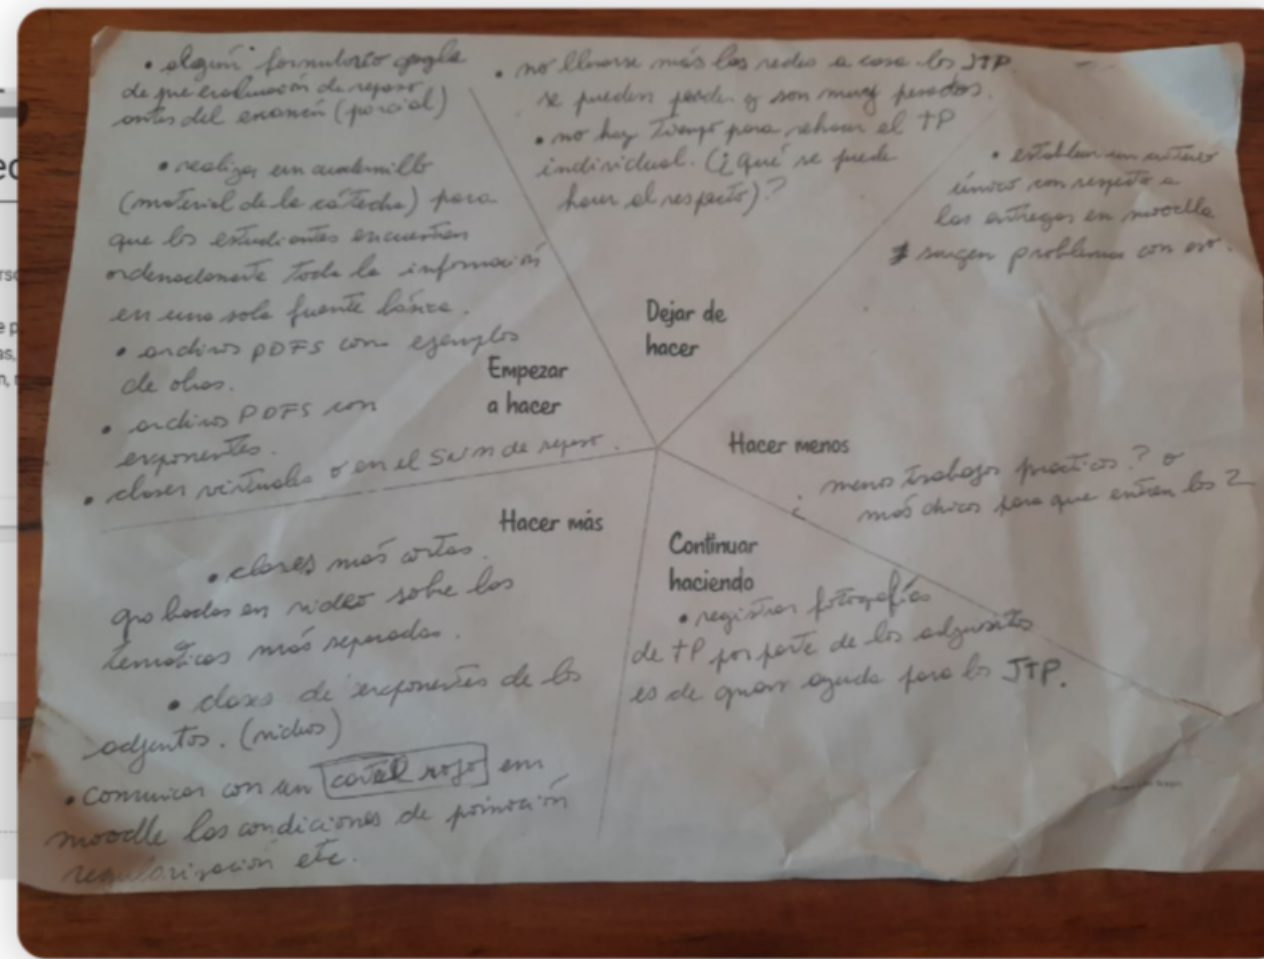 • algún formulario google
de pre evaluación de repaso
antes del examen (parcial)
• realizar un cuadernillo
(material de la cátedra) para
que los estudiantes encuentren
ordenadamente toda la información
en una sola fuente básica.
• archivos PDFS con ejemplos
de obras.
• archivos PDFS con
exponentes.
• clases virtuales o en el SUM de repaso.
Empezar
a hacer
• no llevarse más las redes a casa los JTP
se pueden perder y son muy pesados.
• no hay tiempo para rehacer el TP
individual. (¿Qué se puede
hacer al respecto)?
Dejar de
hacer
• establecer un criterio
único con respecto a
las entregas en moodle
surgen problemas con eso.
Hacer menos
¿ menos trabajos prácticos? o
más chicos para que entren los 2
Hacer más
• clases más cortas
grabadas en video sobre las
temáticas más separadas.
• clases de exponentes de los
adjuntos. (videos)
• comunicar con un cartel rojo en
moodle las condiciones de promoción
regularización etc.
Continuar
haciendo
• registrar fotografías
de TP por parte de los adjuntos
es de gran ayuda para los JTP.